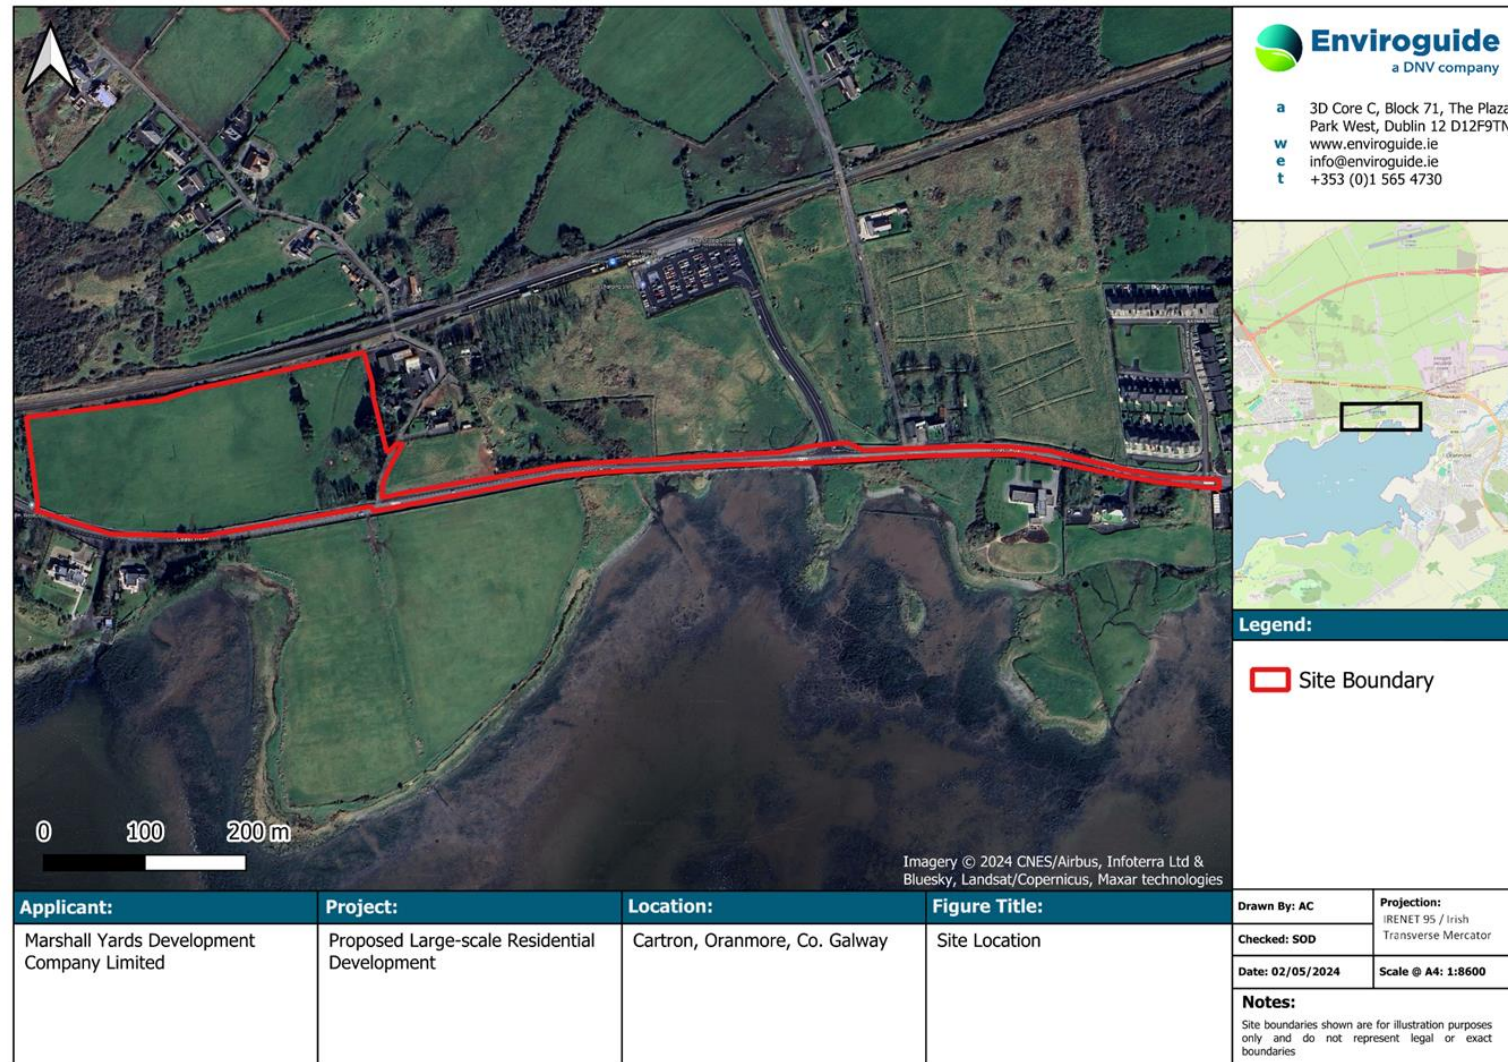 Enviroguide
a DNV company
a 3D Core C, Block 71, The Plaza
Park West, Dublin 12 D12F9TN
w www.enviroguide.ie
e info@enviroguide.ie
t +353 (0)1 565 4730
Legend:
Site Boundary
0 100 200 m
Imagery © 2024 CNES/Airbus, Infoterra Ltd &
Bluesky, Landsat/Copernicus, Maxar technologies
Applicant:
Marshall Yards Development
Company Limited
Project:
Proposed Large-scale Residential
Development
Location:
Cartron, Oranmore, Co. Galway
Figure Title:
Site Location
Drawn By: AC
Projection:
IRENET 95 / Irish
Transverse Mercator
Checked: SOD
Date: 02/05/2024
Scale @ A4: 1:8600
Notes:
Site boundaries shown are for illustration purposes
only and do not represent legal or exact
boundaries